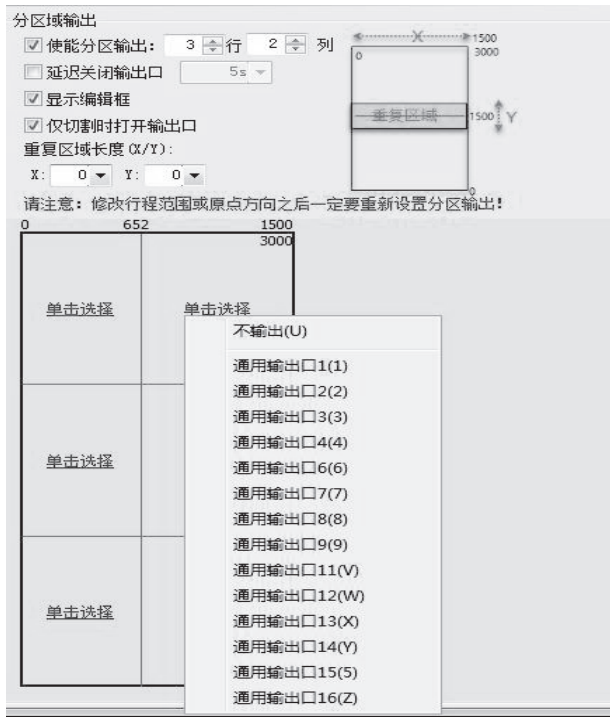 分区域输出
使能分区输出: 3 行 2 列
延迟关闭输出口 5s
显示编辑框
仅切割时打开输出口
重复区域长度(X/Y):
X: 0 Y: 0
X 1500
0 3000
重复区域 1500 Y
0
请注意: 修改行程范围或原点方向之后一定要重新设置分区输出!
0 652 1500
3000
单击选择 单击选择
单击选择
单击选择
不输出(U)
通用输出口1(1)
通用输出口2(2)
通用输出口3(3)
通用输出口4(4)
通用输出口6(6)
通用输出口7(7)
通用输出口8(8)
通用输出口9(9)
通用输出口11(V)
通用输出口12(W)
通用输出口13(X)
通用输出口14(Y)
通用输出口15(5)
通用输出口16(Z)